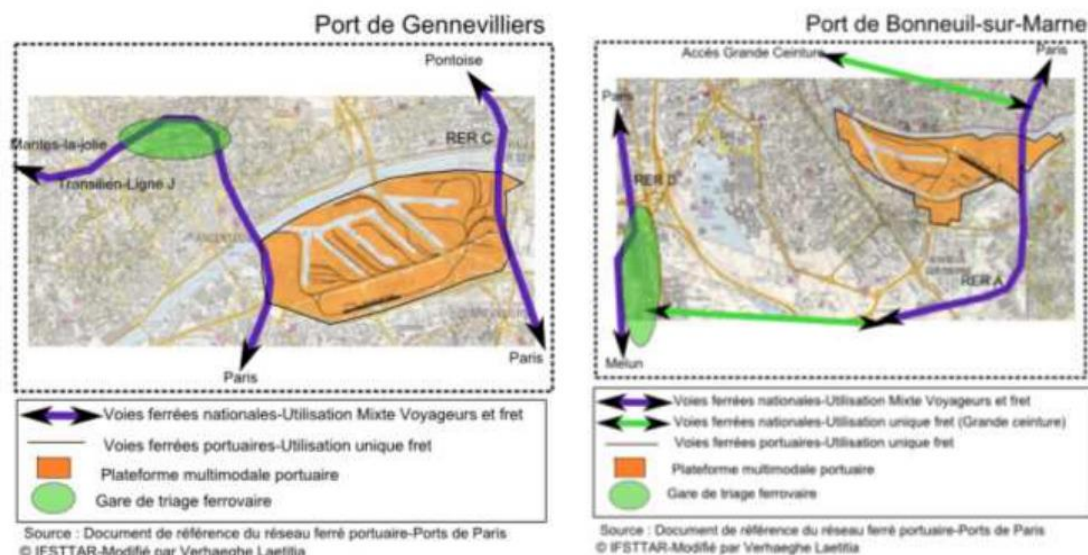 Port de Gennevilliers
Pontoise
RER C
Mantes-la-jolie
Transilien-Ligne J
Paris
Paris
Voies ferrées nationales-Utilisation Mixte Voyageurs et fret
Voies ferrées portuaires-Utilisation unique fret
Plateforme multimodale portuaire
Gare de triage ferrovaire
Source : Document de référence du réseau ferré portuaire-Ports de Paris
© IFSTTAR-Modifié par Verhaeghe Laetitia
Port de Bonneuil-sur-Marne
Accès Grande Ceinture
Paris
Paris
RER D
RER A
Melun
Voies ferrées nationales-Utilisation Mixte Voyageurs et fret
Voies ferrées nationales-Utilisation unique fret (Grande ceinture)
Voies ferrées portuaires-Utilisation unique fret
Plateforme multimodale portuaire
Gare de triage ferrovaire
Source : Document de référence du réseau ferré portuaire-Ports de Paris
© IFSTTAR-Modifié par Verhaeghe Laetitia